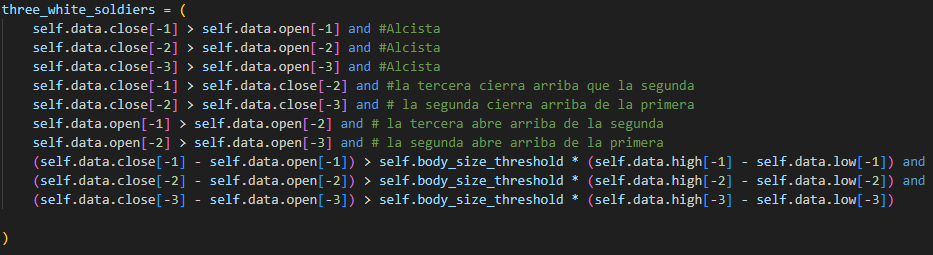 three_white_soldiers = (
    self.data.close[-1] > self.data.open[-1] and #Alcista
    self.data.close[-2] > self.data.open[-2] and #Alcista
    self.data.close[-3] > self.data.open[-3] and #Alcista
    self.data.close[-1] > self.data.close[-2] and #la tercera cierra arriba que la segunda
    self.data.close[-2] > self.data.close[-3] and # la segunda cierra arriba de la primera
    self.data.open[-1] > self.data.open[-2] and # la tercera abre arriba de la segunda
    self.data.open[-2] > self.data.open[-3] and # la segunda abre arriba de la primera
    (self.data.close[-1] - self.data.open[-1]) > self.body_size_threshold * (self.data.high[-1] - self.data.low[-1]) and
    (self.data.close[-2] - self.data.open[-2]) > self.body_size_threshold * (self.data.high[-2] - self.data.low[-2]) and
    (self.data.close[-3] - self.data.open[-3]) > self.body_size_threshold * (self.data.high[-3] - self.data.low[-3])
)